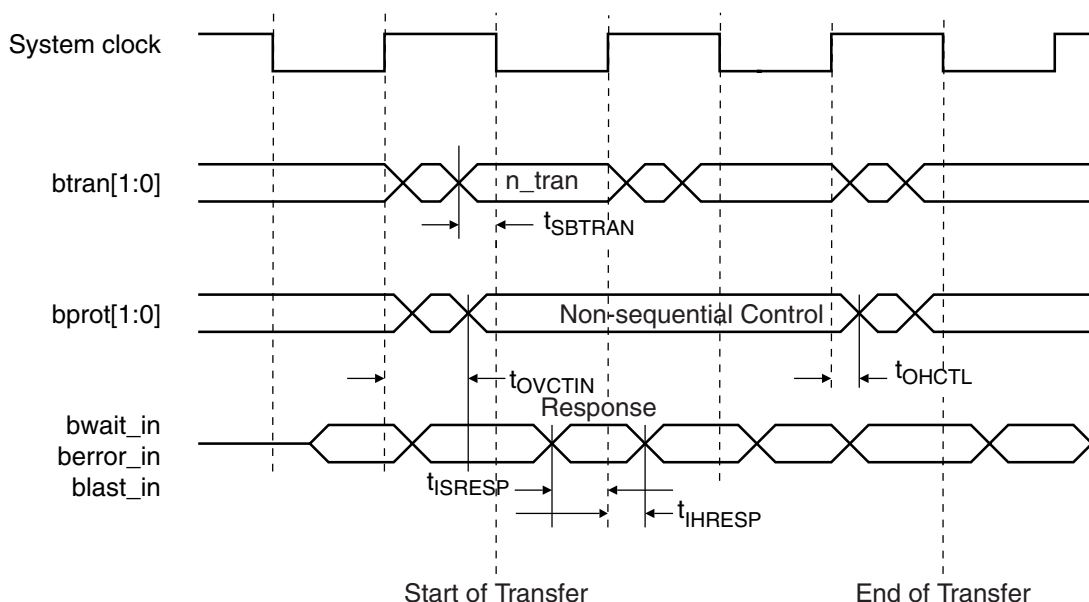 System clock
btran[1:0]
n_tran
tSBTRAN
bprot[1:0]
Non-sequential Control
tOVCTIN
tOHCTL
Response
bwait_in
berror_in
blast_in
tISRESP
tIHRESP
Start of Transfer
End of Transfer